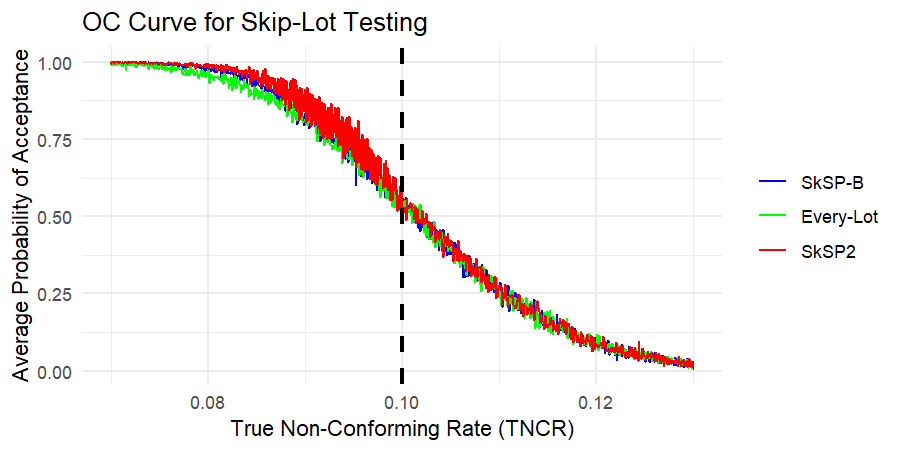 OC Curve for Skip-Lot Testing
Average Probability of Acceptance
1.00
0.75
0.50
0.25
0.00
0.08
0.10
0.12
True Non-Conforming Rate (TNCR)
SkSP-B
Every-Lot
SkSP2